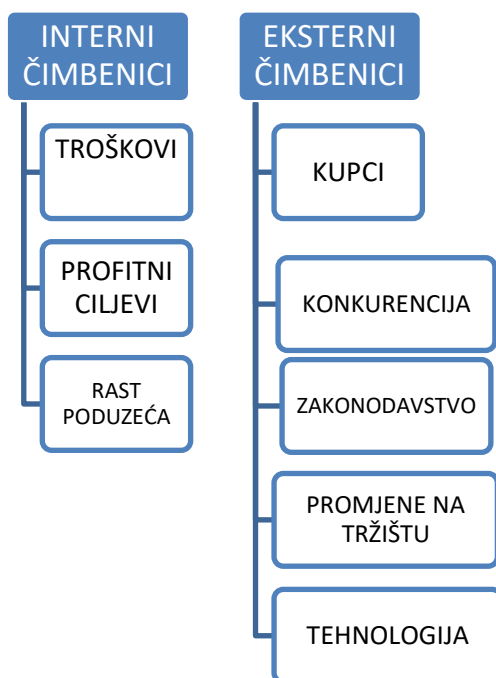 INTERNI
ČIMBENICI
TROŠKOVI
PROFITNI
CILJEVI
RAST
PODUZEĆA
EKSTERNI
ČIMBENICI
KUPCI
KONKURENCIJA
ZAKONODAVSTVO
PROMJENE NA
TRŽIŠTU
TEHNOLOGIJA